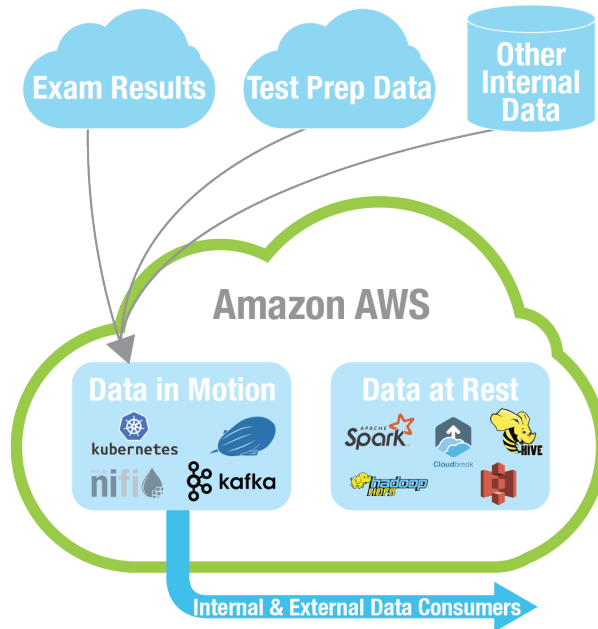 Exam Results
Test Prep Data
Other
Internal
Data
Amazon AWS
Data in Motion
kubernetes
nifi
kafka
Data at Rest
APACHE
Spark
Cloudbreak
HIVE
hadoop
HDFS
Internal & External Data Consumers